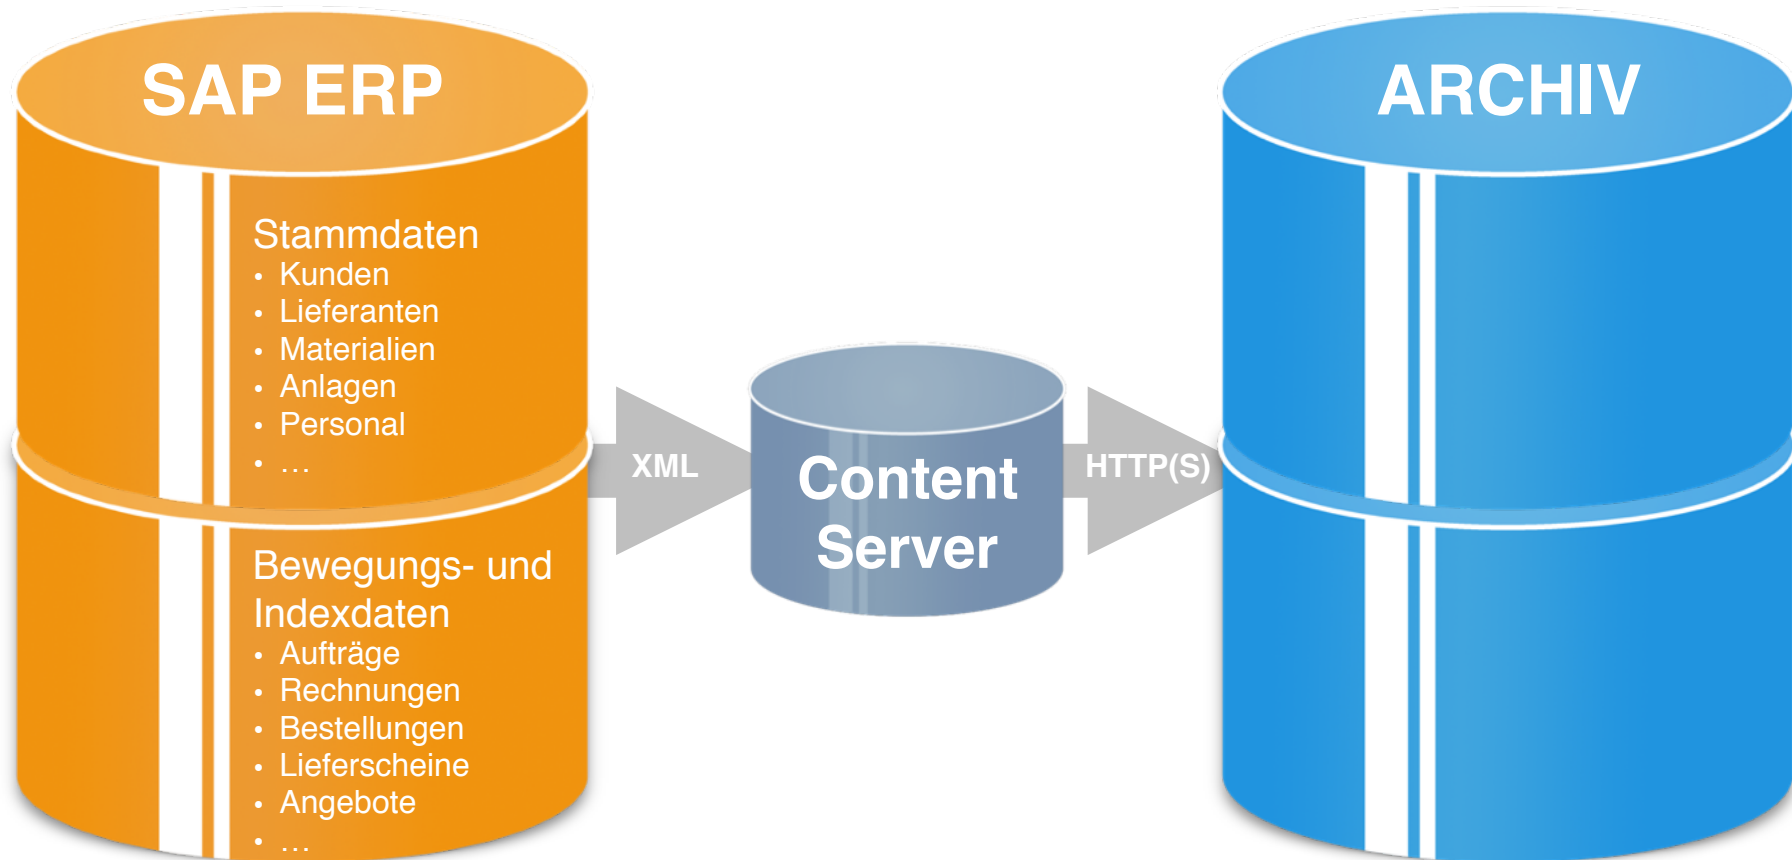 SAP ERP
Stammdaten
• Kunden
• Lieferanten
• Materialien
• Anlagen
• Personal
• …
Bewegungs- und
Indexdaten
• Aufträge
• Rechnungen
• Bestellungen
• Lieferscheine
• Angebote
• …
XML
Content
Server
HTTP(S)
ARCHIV